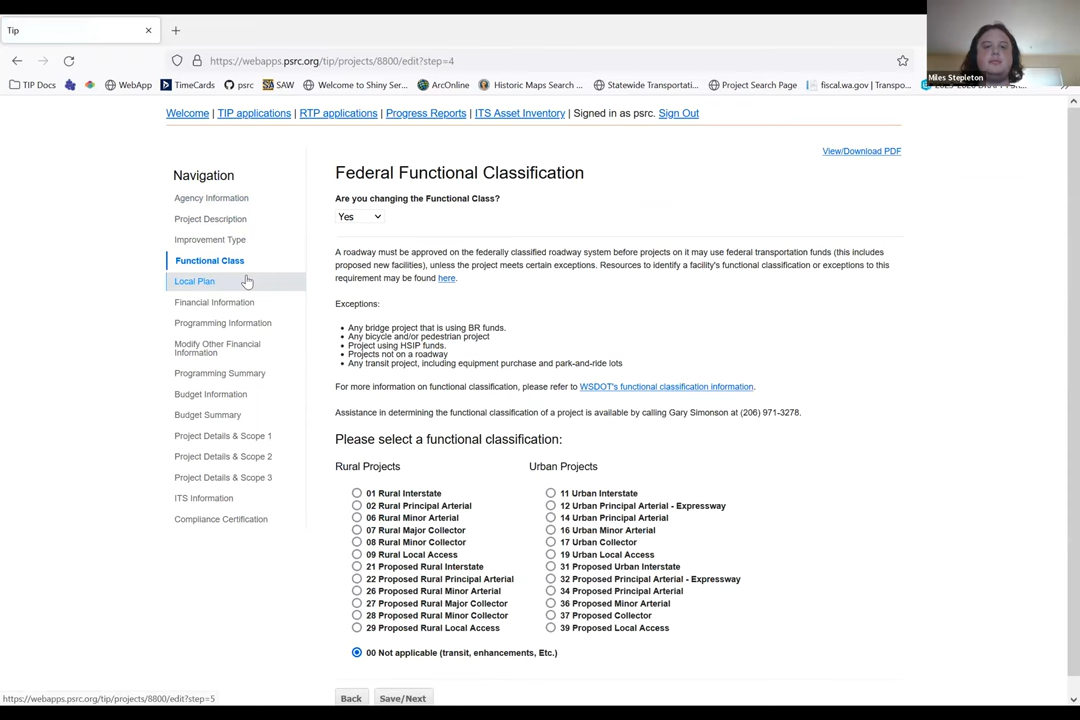 Tip
https://webapps.psrc.org/tip/projects/8800/edit?step=4
Miles Stepleton
TIP Docs WebApp TimeCards psrc SAW Welcome to Shiny Ser... ArcOnline Historic Maps Search ... Statewide Transportati... Project Search Page fiscal.wa.gov | Transpo...
Welcome | TIP applications | RTP applications | Progress Reports | ITS Asset Inventory | Signed in as psrc. Sign Out
View/Download PDF
Navigation
Agency Information
Project Description
Improvement Type
Functional Class
Local Plan
Financial Information
Programming Information
Modify Other Financial
Information
Programming Summary
Budget Information
Budget Summary
Project Details & Scope 1
Project Details & Scope 2
Project Details & Scope 3
ITS Information
Compliance Certification
Federal Functional Classification
Are you changing the Functional Class?
Yes
A roadway must be approved on the federally classified roadway system before projects on it may use federal transportation funds (this includes
proposed new facilities), unless the project meets certain exceptions. Resources to identify a facility's functional classification or exceptions to this
requirement may be found here.
Exceptions:
Any bridge project that is using BR funds.
Any bicycle and/or pedestrian project
Project using HSIP funds.
Projects not on a roadway
Any transit project, including equipment purchase and park-and-ride lots
For more information on functional classification, please refer to WSDOT's functional classification information.
Assistance in determining the functional classification of a project is available by calling Gary Simonson at (206) 971-3278.
Please select a functional classification:
Rural Projects
01 Rural Interstate
02 Rural Principal Arterial
06 Rural Minor Arterial
07 Rural Major Collector
08 Rural Minor Collector
09 Rural Local Access
21 Proposed Rural Interstate
22 Proposed Rural Principal Arterial
26 Proposed Rural Minor Arterial
27 Proposed Rural Major Collector
28 Proposed Rural Minor Collector
29 Proposed Rural Local Access
Urban Projects
11 Urban Interstate
12 Urban Principal Arterial - Expressway
14 Urban Principal Arterial
16 Urban Minor Arterial
17 Urban Collector
19 Urban Local Access
31 Proposed Urban Interstate
32 Proposed Principal Arterial - Expressway
34 Proposed Principal Arterial
36 Proposed Minor Arterial
37 Proposed Collector
39 Proposed Local Access
00 Not applicable (transit, enhancements, Etc.)
Back Save/Next
https://webapps.psrc.org/tip/projects/8800/edit?step=5